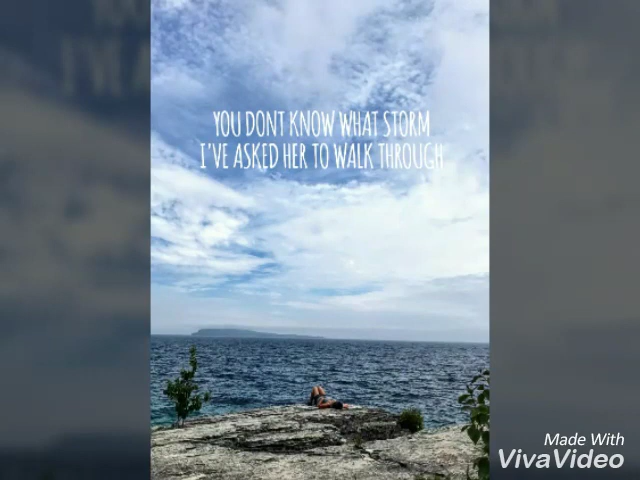 YOU DONT KNOW WHAT STORM
I'VE ASKED HER TO WALK THROUGH
Made With
VivaVideo